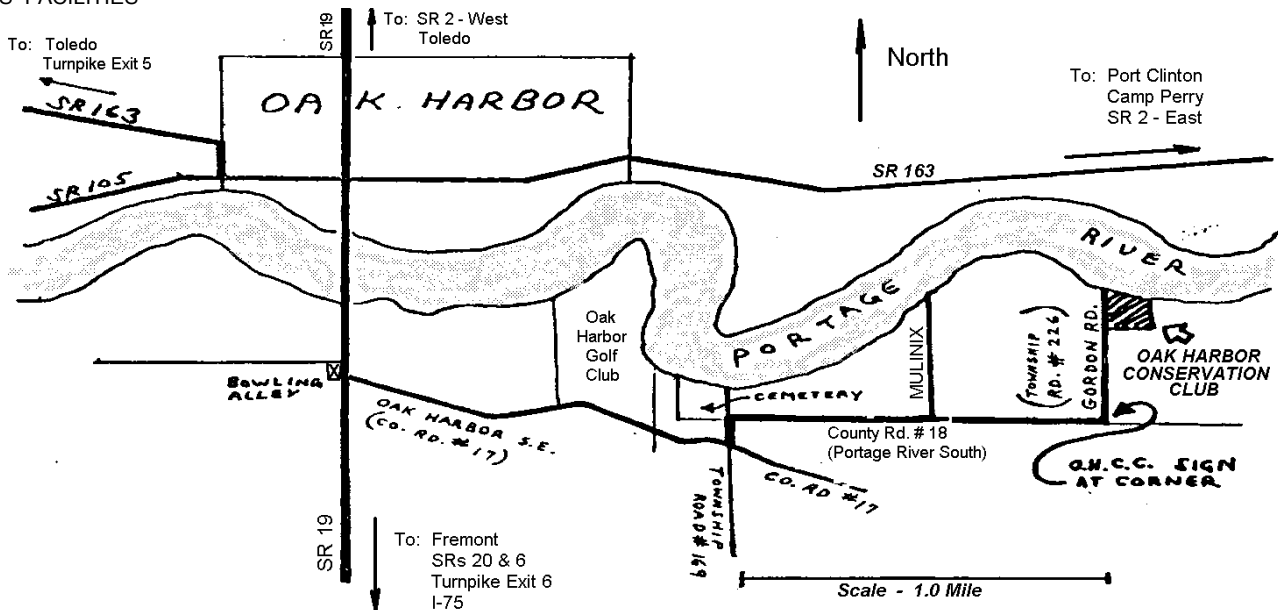 SR 19
To: SR 2 - West
Toledo
To: Toledo
Turnpike Exit 5
North
To: Port Clinton
Camp Perry
SR 2 - East
SR 163
OAK HARBOR
SR 105
SR 163
PORTAGE RIVER
Oak
Harbor
Golf
Club
MULINIX
(TOWNSHIP
RD. # 226)
GORDON RD.
OAK HARBOR
CONSERVATION
CLUB
BOWLING
ALLEY
CEMETERY
OAK HARBOR S.E.
(CO. RD. #17)
County Rd. # 18
(Portage River South)
O.H.C.C. SIGN
AT CORNER
CO. RD #17
TOWNSHIP
ROAD # 169
SR 19
To: Fremont
SRs 20 & 6
Turnpike Exit 6
I-75
Scale - 1.0 Mile